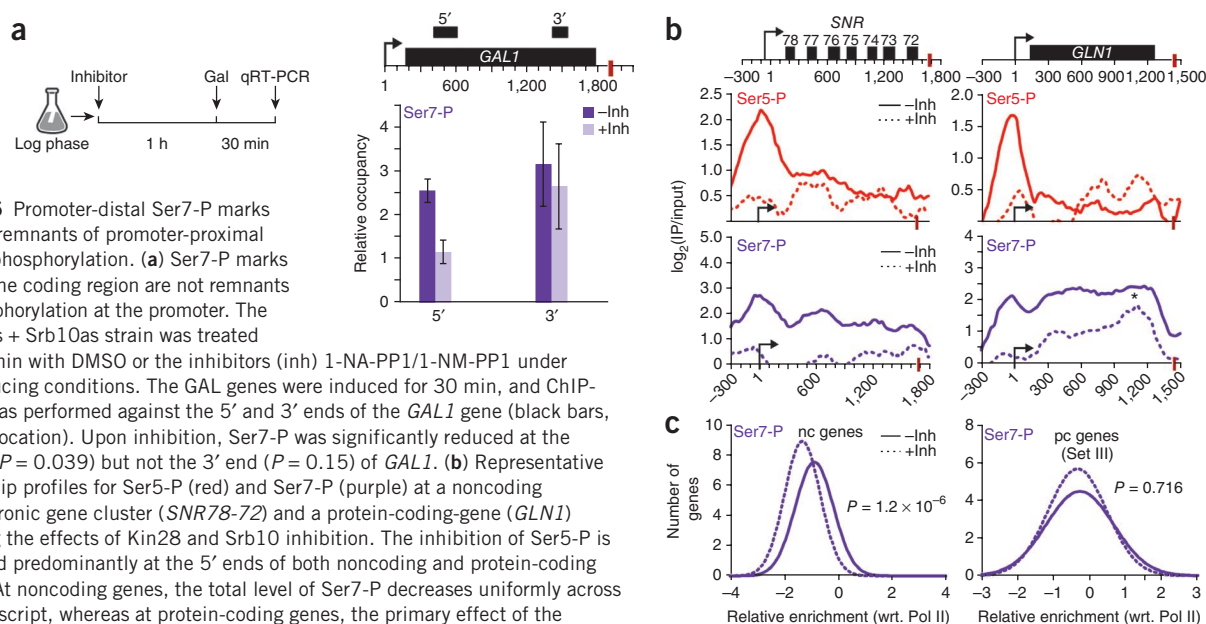 a
Inhibitor
Gal
qRT-PCR
Log phase
1 h
30 min
5′
3′
GAL1
1
600
1,200
1,800
Ser7-P
–Inh
+Inh
Relative occupancy
4
3
2
1
0
5′
3′
Promoter-distal Ser7-P marks
remnants of promoter-proximal
phosphorylation. (a) Ser7-P marks
he coding region are not remnants
phorylation at the promoter. The
s + Srb10as strain was treated
min with DMSO or the inhibitors (inh) 1-NA-PP1/1-NM-PP1 under
ucing conditions. The GAL genes were induced for 30 min, and ChIP-
as performed against the 5′ and 3′ ends of the GAL1 gene (black bars,
ocation). Upon inhibition, Ser7-P was significantly reduced at the
(P = 0.039) but not the 3′ end (P = 0.15) of GAL1. (b) Representative
ip profiles for Ser5-P (red) and Ser7-P (purple) at a noncoding
ronic gene cluster (SNR78-72) and a protein-coding-gene (GLN1)
g the effects of Kin28 and Srb10 inhibition. The inhibition of Ser5-P is
d predominantly at the 5′ ends of both noncoding and protein-coding
At noncoding genes, the total level of Ser7-P decreases uniformly across
script, whereas at protein-coding genes, the primary effect of the
b
SNR
78 77 76 75 74 73 72
–300 1 300 600 900 1,200 1,800
GLN1
–300 1 300 600 900 1,200 1,500
log2(IP/input)
Ser5-P
–Inh
+Inh
2.5
2.0
1.5
1.0
0.5
Ser5-P
2.0
1.5
1.0
0.5
Ser7-P
5.0
4.0
3.0
2.0
1.0
0
–300
1
600
1,200
1,800
Ser7-P
*
4
3
2
1
0
–300
1
300
600
900
1,200
1,500
c
Ser7-P
nc genes
–Inh
+Inh
P = 1.2 × 10–6
Number of
genes
10
8
6
4
2
0
–4 –2 0 2 4
Relative enrichment (wrt. Pol II)
Ser7-P
pc genes
(Set III)
P = 0.716
8
6
4
2
0
–3 –2 –1 0 1 2 3
Relative enrichment (wrt. Pol II)